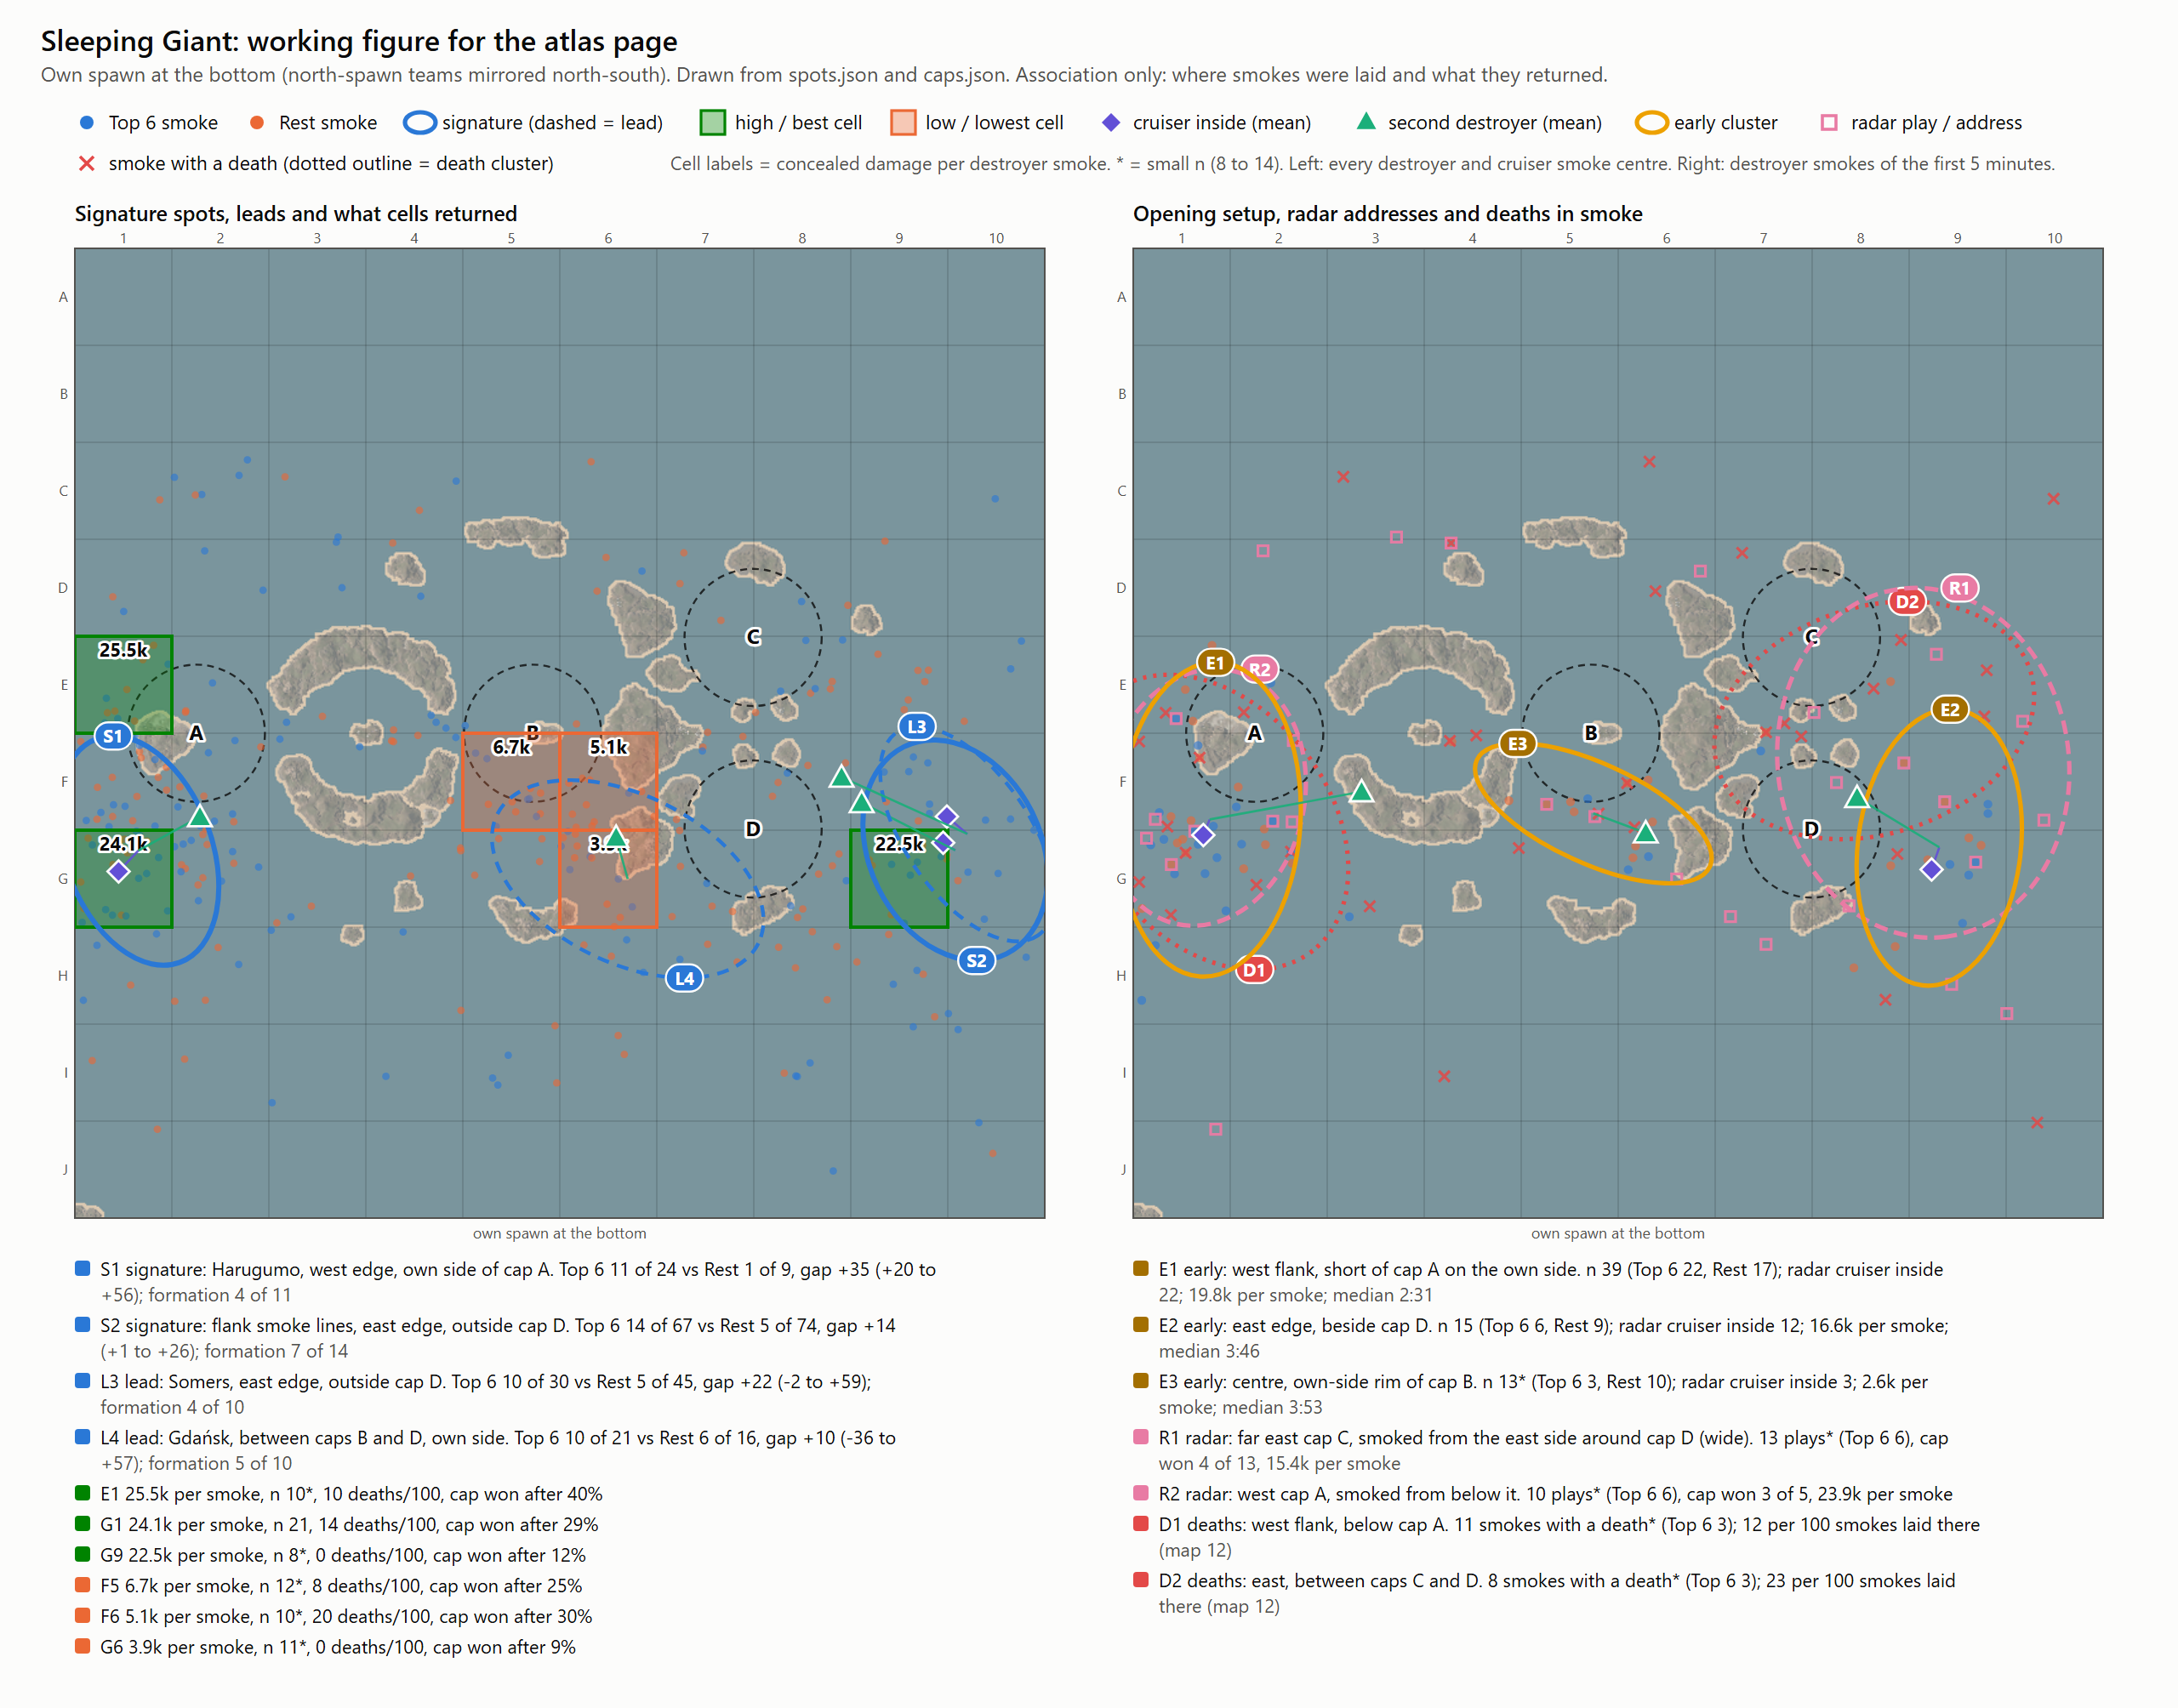 Sleeping Giant: working figure for the atlas page
Own spawn at the bottom (north-spawn teams mirrored north-south). Drawn from spots.json and caps.json. Association only: where smokes were laid and what they returned.
Top 6 smoke
Rest smoke
signature (dashed = lead)
high / best cell
low / lowest cell
cruiser inside (mean)
second destroyer (mean)
early cluster
radar play / address
smoke with a death (dotted outline = death cluster)
Cell labels = concealed damage per destroyer smoke. * = small n (8 to 14). Left: every destroyer and cruiser smoke centre. Right: destroyer smokes of the first 5 minutes.
Signature spots, leads and what cells returned
1 2 3 4 5 6 7 8 9 10
A
B
C
D
E
F
G
H
I
J
25.5k
S1
A
B
C
D
6.7k
5.1k
L3
24.1k
22.5k
L4
S2
own spawn at the bottom
S1 signature: Harugumo, west edge, own side of cap A. Top 6 11 of 24 vs Rest 1 of 9, gap +35 (+20 to
+56); formation 4 of 11
S2 signature: flank smoke lines, east edge, outside cap D. Top 6 14 of 67 vs Rest 5 of 74, gap +14
(+1 to +26); formation 7 of 14
L3 lead: Somers, east edge, outside cap D. Top 6 10 of 30 vs Rest 5 of 45, gap +22 (-2 to +59);
formation 4 of 10
L4 lead: Gdańsk, between caps B and D, own side. Top 6 10 of 21 vs Rest 6 of 16, gap +10 (-36 to
+57); formation 5 of 10
E1 25.5k per smoke, n 10*, 10 deaths/100, cap won after 40%
G1 24.1k per smoke, n 21, 14 deaths/100, cap won after 29%
G9 22.5k per smoke, n 8*, 0 deaths/100, cap won after 12%
F5 6.7k per smoke, n 12*, 8 deaths/100, cap won after 25%
F6 5.1k per smoke, n 10*, 20 deaths/100, cap won after 30%
G6 3.9k per smoke, n 11*, 0 deaths/100, cap won after 9%
Opening setup, radar addresses and deaths in smoke
1 2 3 4 5 6 7 8 9 10
A
B
C
D
E
F
G
H
I
J
R1
D2
C
E1
R2
E2
A
E3
B
D
D1
own spawn at the bottom
E1 early: west flank, short of cap A on the own side. n 39 (Top 6 22, Rest 17); radar cruiser inside
22; 19.8k per smoke; median 2:31
E2 early: east edge, beside cap D. n 15 (Top 6 6, Rest 9); radar cruiser inside 12; 16.6k per smoke;
median 3:46
E3 early: centre, own-side rim of cap B. n 13* (Top 6 3, Rest 10); radar cruiser inside 3; 2.6k per
smoke; median 3:53
R1 radar: far east cap C, smoked from the east side around cap D (wide). 13 plays* (Top 6 6), cap
won 4 of 13, 15.4k per smoke
R2 radar: west cap A, smoked from below it. 10 plays* (Top 6 6), cap won 3 of 5, 23.9k per smoke
D1 deaths: west flank, below cap A. 11 smokes with a death* (Top 6 3); 12 per 100 smokes laid there
(map 12)
D2 deaths: east, between caps C and D. 8 smokes with a death* (Top 6 3); 23 per 100 smokes laid
there (map 12)